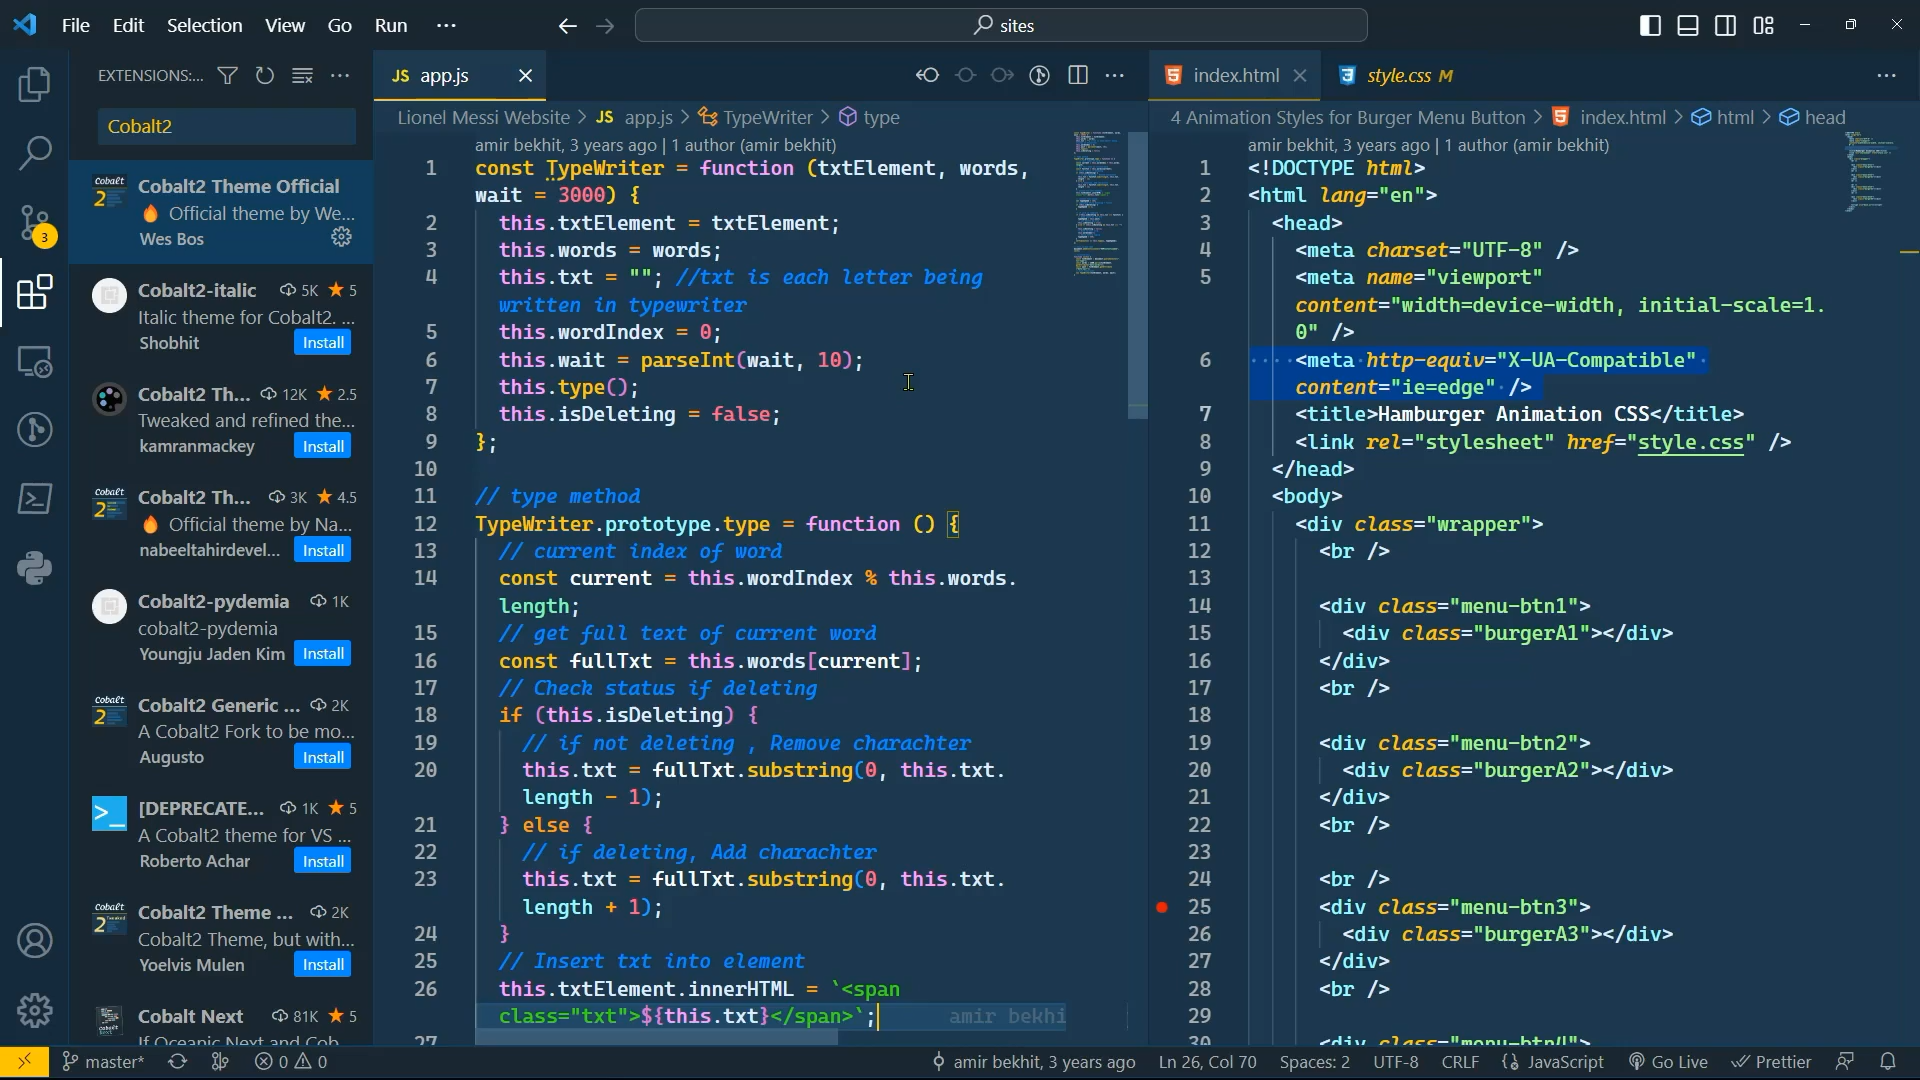 File Edit Selection View Go Run ···
sites
EXTENSIONS:...
Cobalt2
Cobalt2 Theme Official
🔥 Official theme by We...
Wes Bos
Cobalt2-italic 5K ★ 5
Italic theme for Cobalt2. ...
Shobhit Install
Cobalt2 Th... 12K ★ 2.5
Tweaked and refined the...
kamranmackey Install
Cobalt2 Th... 3K ★ 4.5
🔥 Official theme by Na...
nabeeltahirdevel... Install
Cobalt2-pydemia 1K
cobalt2-pydemia
Youngju Jaden Kim Install
Cobalt2 Generic ... 2K
A Cobalt2 Fork to be mo...
Augusto Install
[DEPRECATE... 1K ★ 5
A Cobalt2 theme for VS ...
Roberto Achar Install
Cobalt2 Theme ... 2K
Cobalt2 Theme, but with...
Yoelvis Mulen Install
Cobalt Next 81K ★ 5
If Oceanic Next and Cob
3
JS app.js
Lionel Messi Website > JS app.js > TypeWriter > type
amir bekhit, 3 years ago | 1 author (amir bekhit)
1 const TypeWriter = function (txtElement, words,
wait = 3000) {
2 this.txtElement = txtElement;
3 this.words = words;
4 this.txt = ""; //txt is each letter being
written in typewriter
5 this.wordIndex = 0;
6 this.wait = parseInt(wait, 10);
7 this.type();
8 this.isDeleting = false;
9 };
10
11 // type method
12 TypeWriter.prototype.type = function () {
13 // current index of word
14 const current = this.wordIndex % this.words.
length;
15 // get full text of current word
16 const fullTxt = this.words[current];
17 // Check status if deleting
18 if (this.isDeleting) {
19 // if not deleting , Remove charachter
20 this.txt = fullTxt.substring(0, this.txt.
length - 1);
21 } else {
22 // if deleting, Add charachter
23 this.txt = fullTxt.substring(0, this.txt.
length + 1);
24 }
25 // Insert txt into element
26 this.txtElement.innerHTML = `<span
class="txt">${this.txt}</span>`; amir bekhi
27
index.html
style.css M
4 Animation Styles for Burger Menu Button > index.html > html > head
amir bekhit, 3 years ago | 1 author (amir bekhit)
1 <!DOCTYPE html>
2 <html lang="en">
3 <head>
4 <meta charset="UTF-8" />
5 <meta name="viewport"
content="width=device-width, initial-scale=1.
0" />
6 <meta http-equiv="X-UA-Compatible"
content="ie=edge" />
7 <title>Hamburger Animation CSS</title>
8 <link rel="stylesheet" href="style.css" />
9 </head>
10 <body>
11 <div class="wrapper">
12 <br />
13
14 <div class="menu-btn1">
15 <div class="burgerA1"></div>
16 </div>
17 <br />
18
19 <div class="menu-btn2">
20 <div class="burgerA2"></div>
21 </div>
22 <br />
23
24 <br />
25 <div class="menu-btn3">
26 <div class="burgerA3"></div>
27 </div>
28 <br />
29
30 <div class="menu-btn4">
master* 0 0 amir bekhit, 3 years ago Ln 26, Col 70 Spaces: 2 UTF-8 CRLF {} JavaScript Go Live Prettier